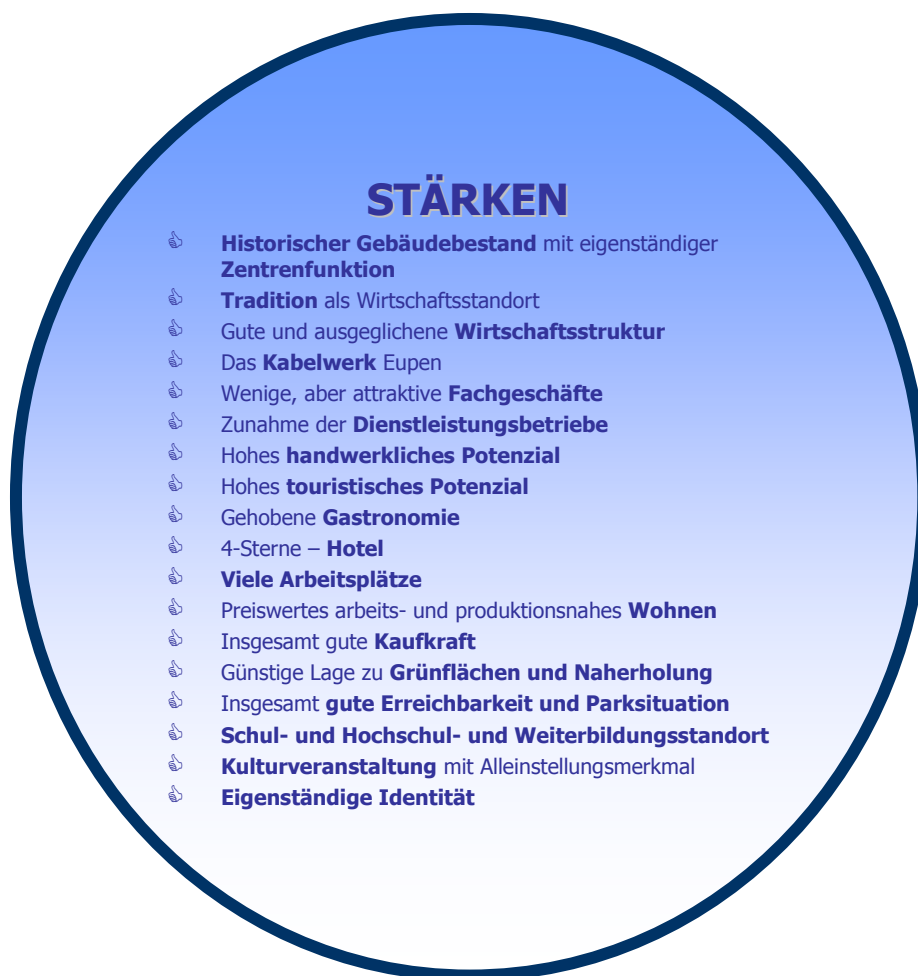 STÄRKEN
Historischer Gebäudebestand mit eigenständiger
Zentrenfunktion
Tradition als Wirtschaftsstandort
Gute und ausgeglichene Wirtschaftsstruktur
Das Kabelwerk Eupen
Wenige, aber attraktive Fachgeschäfte
Zunahme der Dienstleistungsbetriebe
Hohes handwerkliches Potenzial
Hohes touristisches Potenzial
Gehobene Gastronomie
4-Sterne – Hotel
Viele Arbeitsplätze
Preiswertes arbeits- und produktionsnahes Wohnen
Insgesamt gute Kaufkraft
Günstige Lage zu Grünflächen und Naherholung
Insgesamt gute Erreichbarkeit und Parksituation
Schul- und Hochschul- und Weiterbildungsstandort
Kulturveranstaltung mit Alleinstellungsmerkmal
Eigenständige Identität